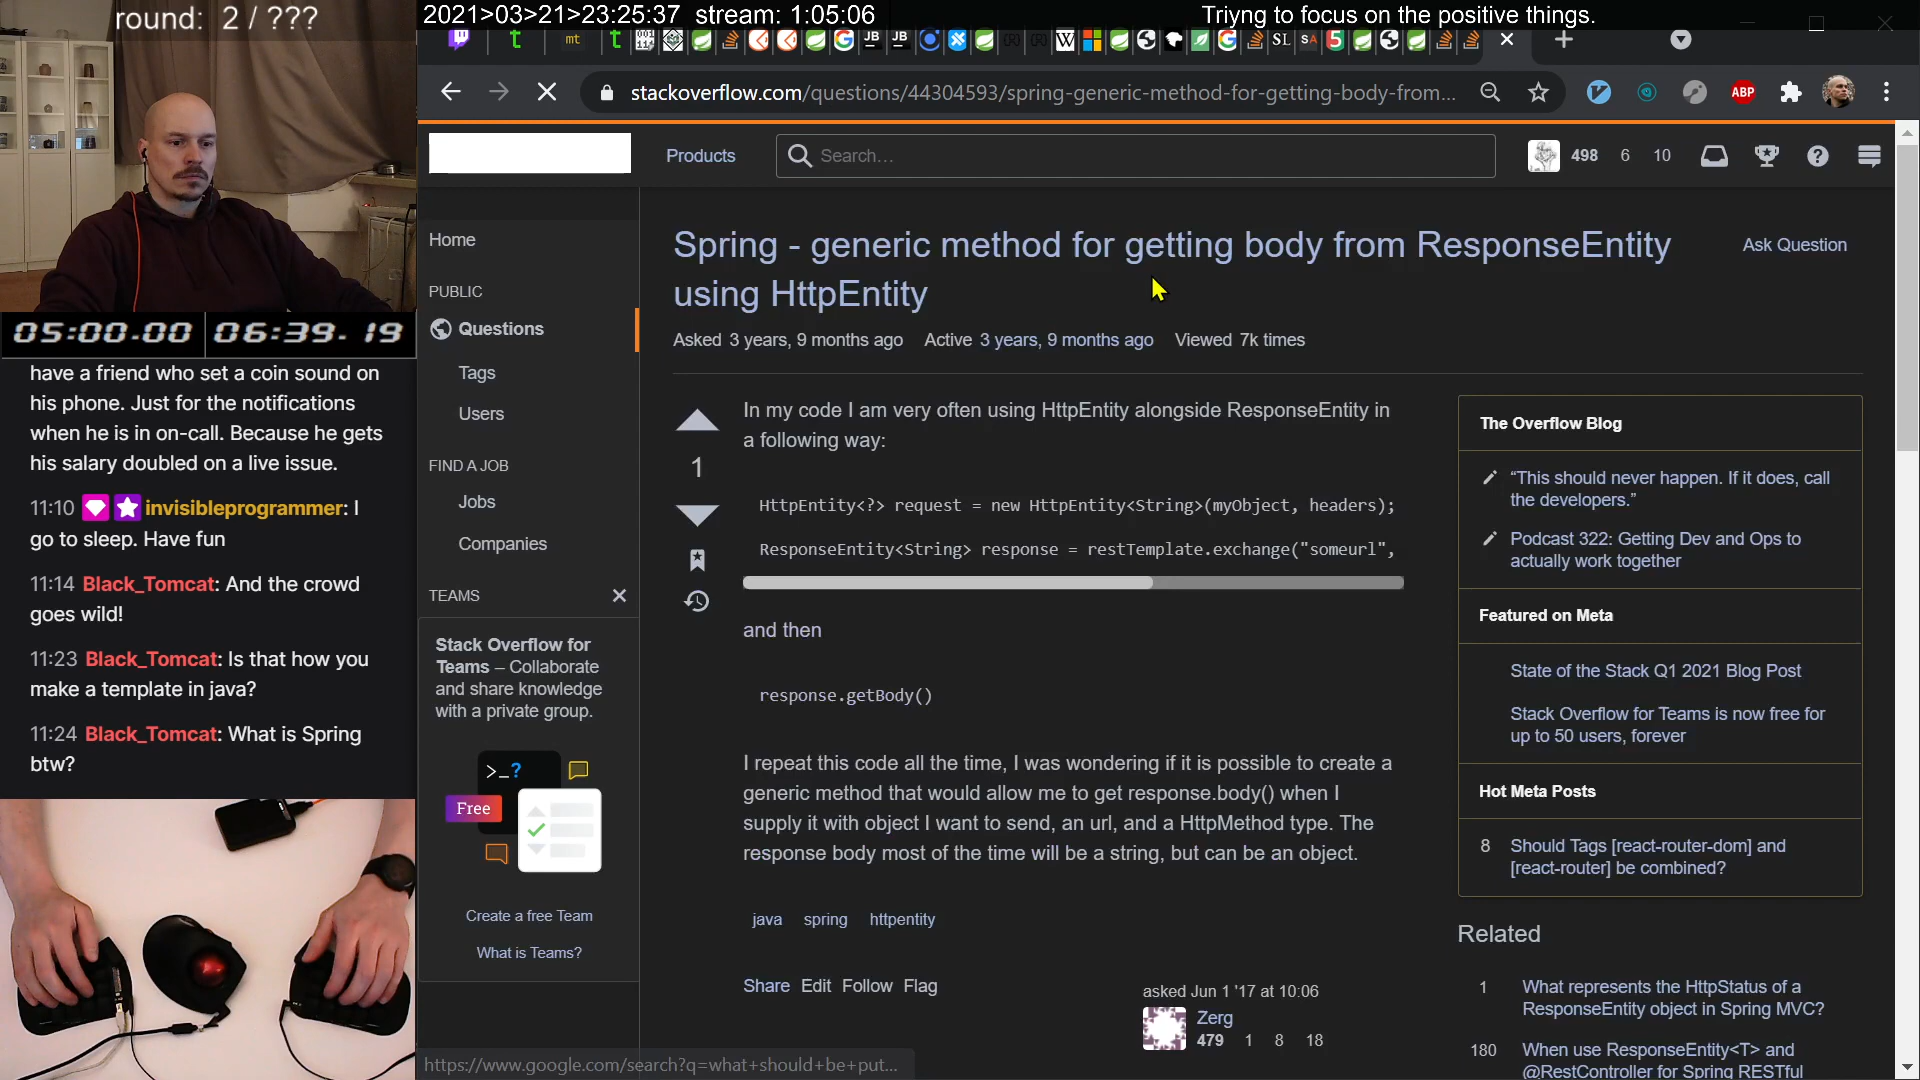 round: 2 / ???
2021>03>21>23:25:37 stream: 1:05:06
Triyng to focus on the positive things.
stackoverflow.com/questions/44304593/spring-generic-method-for-getting-body-from...
ABP
Products
Search...
498 6 10
05:00.00 06:39.19
have a friend who set a coin sound on
his phone. Just for the notifications
when he is in on-call. Because he gets
his salary doubled on a live issue.
11:10 invisibleprogrammer: I
go to sleep. Have fun
11:14 Black_Tomcat: And the crowd
goes wild!
11:23 Black_Tomcat: Is that how you
make a template in java?
11:24 Black_Tomcat: What is Spring
btw?
Home
PUBLIC
Questions
Tags
Users
FIND A JOB
Jobs
Companies
TEAMS
Stack Overflow for
Teams – Collaborate
and share knowledge
with a private group.
>_?
Free
Create a free Team
What is Teams?
Spring - generic method for getting body from ResponseEntity
using HttpEntity
Ask Question
Asked 3 years, 9 months ago Active 3 years, 9 months ago Viewed 7k times
1
In my code I am very often using HttpEntity alongside ResponseEntity in
a following way:
HttpEntity<?> request = new HttpEntity<String>(myObject, headers);
ResponseEntity<String> response = restTemplate.exchange("someurl",
and then
response.getBody()
I repeat this code all the time, I was wondering if it is possible to create a
generic method that would allow me to get response.body() when I
supply it with object I want to send, an url, and a HttpMethod type. The
response body most of the time will be a string, but can be an object.
java spring httpentity
Share Edit Follow Flag
asked Jun 1 '17 at 10:06
Zerg
479 1 8 18
The Overflow Blog
“This should never happen. If it does, call
the developers.”
Podcast 322: Getting Dev and Ops to
actually work together
Featured on Meta
State of the Stack Q1 2021 Blog Post
Stack Overflow for Teams is now free for
up to 50 users, forever
Hot Meta Posts
8 Should Tags [react-router-dom] and
[react-router] be combined?
Related
1 What represents the HttpStatus of a
ResponseEntity object in Spring MVC?
180 When use ResponseEntity<T> and
@RestController for Spring RESTful
https://www.google.com/search?q=what+should+be+put...